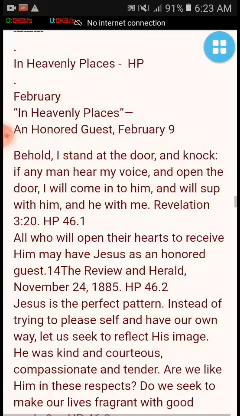 91% 6:23 AM
No internet connection
.
In Heavenly Places - HP
.
February
“In Heavenly Places”—
An Honored Guest, February 9
Behold, I stand at the door, and knock:
if any man hear my voice, and open the
door, I will come in to him, and will sup
with him, and he with me. Revelation
3:20. HP 46.1
All who will open their hearts to receive
Him may have Jesus as an honored
guest.14The Review and Herald,
November 24, 1885. HP 46.2
Jesus is the perfect pattern. Instead of
trying to please self and have our own
way, let us seek to reflect His image.
He was kind and courteous,
compassionate and tender. Are we like
Him in these respects? Do we seek to
make our lives fragrant with good